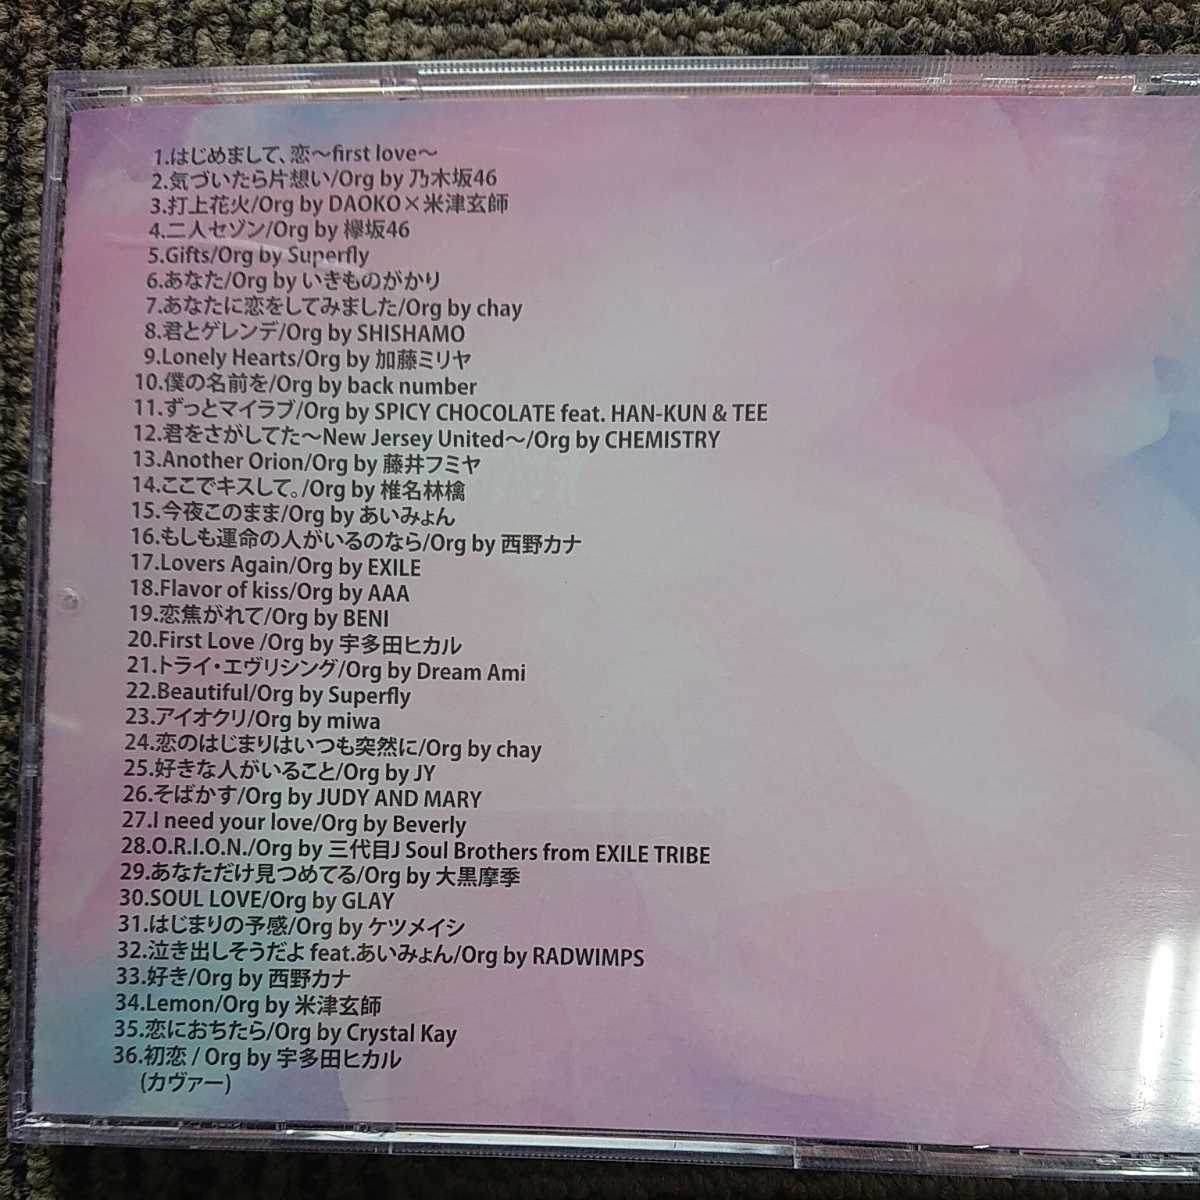 1.はじめまして、恋〜first love〜
2.気づいたら片想い/Org by 乃木坂46
3.打上花火/Org by DAOKO×米津玄師
4.二人セゾン/Org by 欅坂46
5.Gifts/Org by Superfly
6.あなた/Org by いきものがかり
7.あなたに恋をしてみました/Org by chay
8.君とゲレンデ/Org by SHISHAMO
9.Lonely Hearts/Org by 加藤ミリヤ
10.僕の名前を/Org by back number
11.ずっとマイラブ/Org by SPICY CHOCOLATE feat. HAN-KUN & TEE
12.君をさがしてた〜New Jersey United〜/Org by CHEMISTRY
13.Another Orion/Org by 藤井フミヤ
14.ここでキスして。/Org by 椎名林檎
15.今夜このまま/Org by あいみょん
16.もしも運命の人がいるのなら/Org by 西野カナ
17.Lovers Again/Org by EXILE
18.Flavor of kiss/Org by AAA
19.恋焦がれて/Org by BENI
20.First Love /Org by 宇多田ヒカル
21.トライ・エヴリシング/Org by Dream Ami
22.Beautiful/Org by Superfly
23.アイオクリ/Org by miwa
24.恋のはじまりはいつも突然に/Org by chay
25.好きな人がいること/Org by JY
26.そばかす/Org by JUDY AND MARY
27.I need your love/Org by Beverly
28.O.R.I.O.N./Org by 三代目J Soul Brothers from EXILE TRIBE
29.あなただけ見つめてる/Org by 大黒摩季
30.SOUL LOVE/Org by GLAY
31.はじまりの予感/Org by ケツメイシ
32.泣き出しそうだよ feat.あいみょん/Org by RADWIMPS
33.好き/Org by 西野カナ
34.Lemon/Org by 米津玄師
35.恋におちたら/Org by Crystal Kay
36.初恋 / Org by 宇多田ヒカル
(カヴァー)